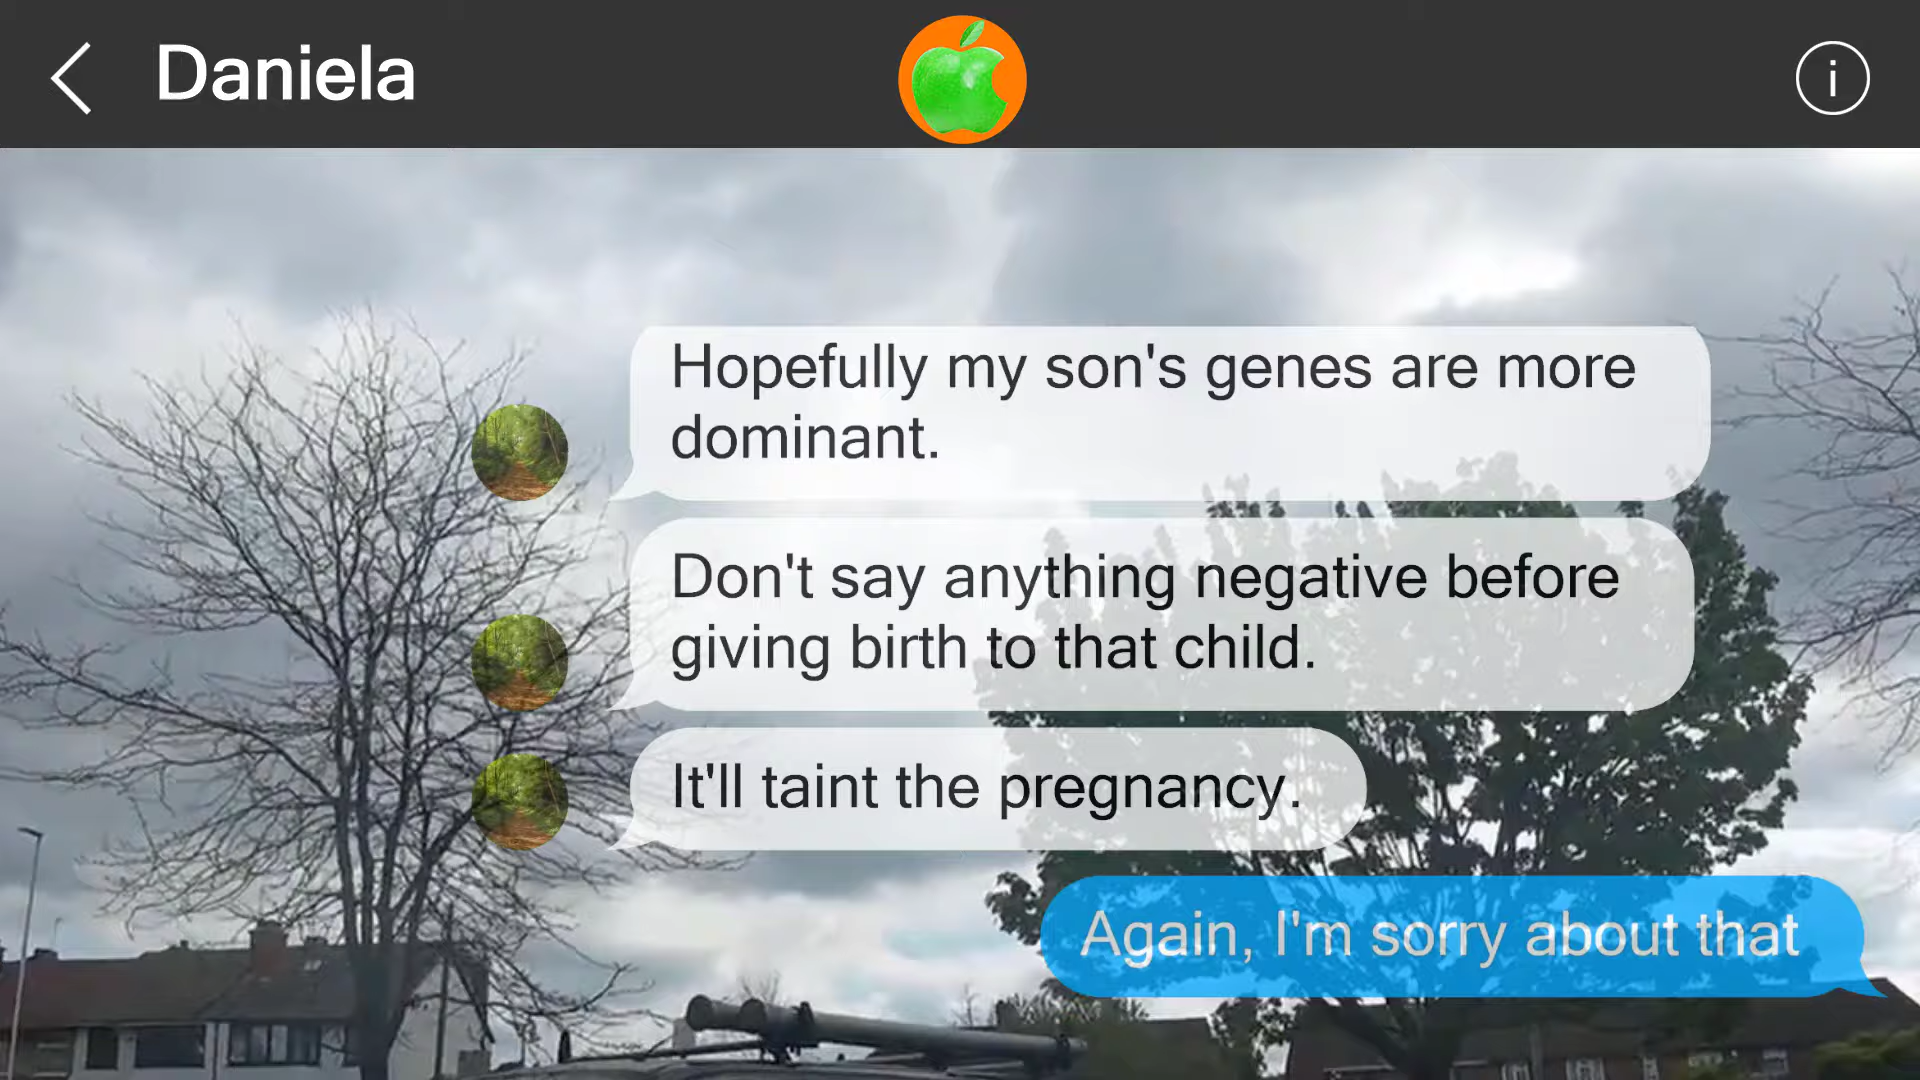 Daniela
i
Hopefully my son's genes are more
dominant.
Don't say anything negative before
giving birth to that child.
It'll taint the pregnancy.
Again, I'm sorry about that